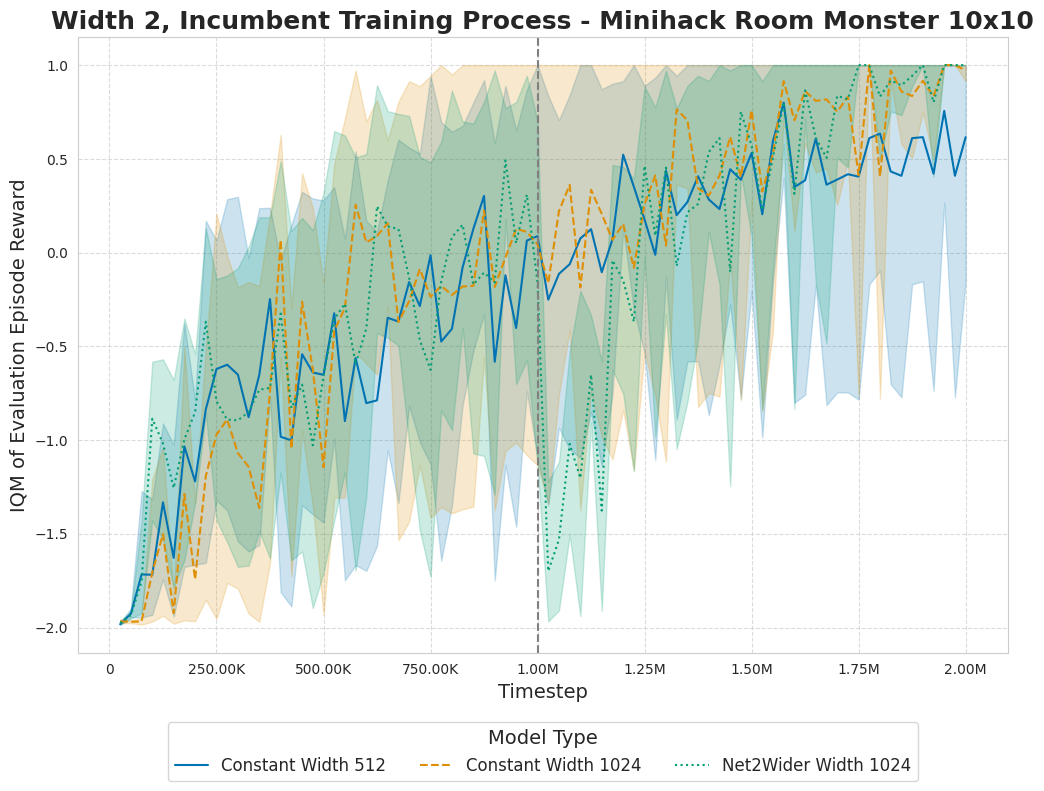 Width 2, Incumbent Training Process - Minihack Room Monster 10x10
IQM of Evaluation Episode Reward
1.0
0.5
0.0
−0.5
−1.0
−1.5
−2.0
0 250.00K 500.00K 750.00K 1.00M 1.25M 1.50M 1.75M 2.00M
Timestep
Model Type
Constant Width 512 Constant Width 1024 Net2Wider Width 1024